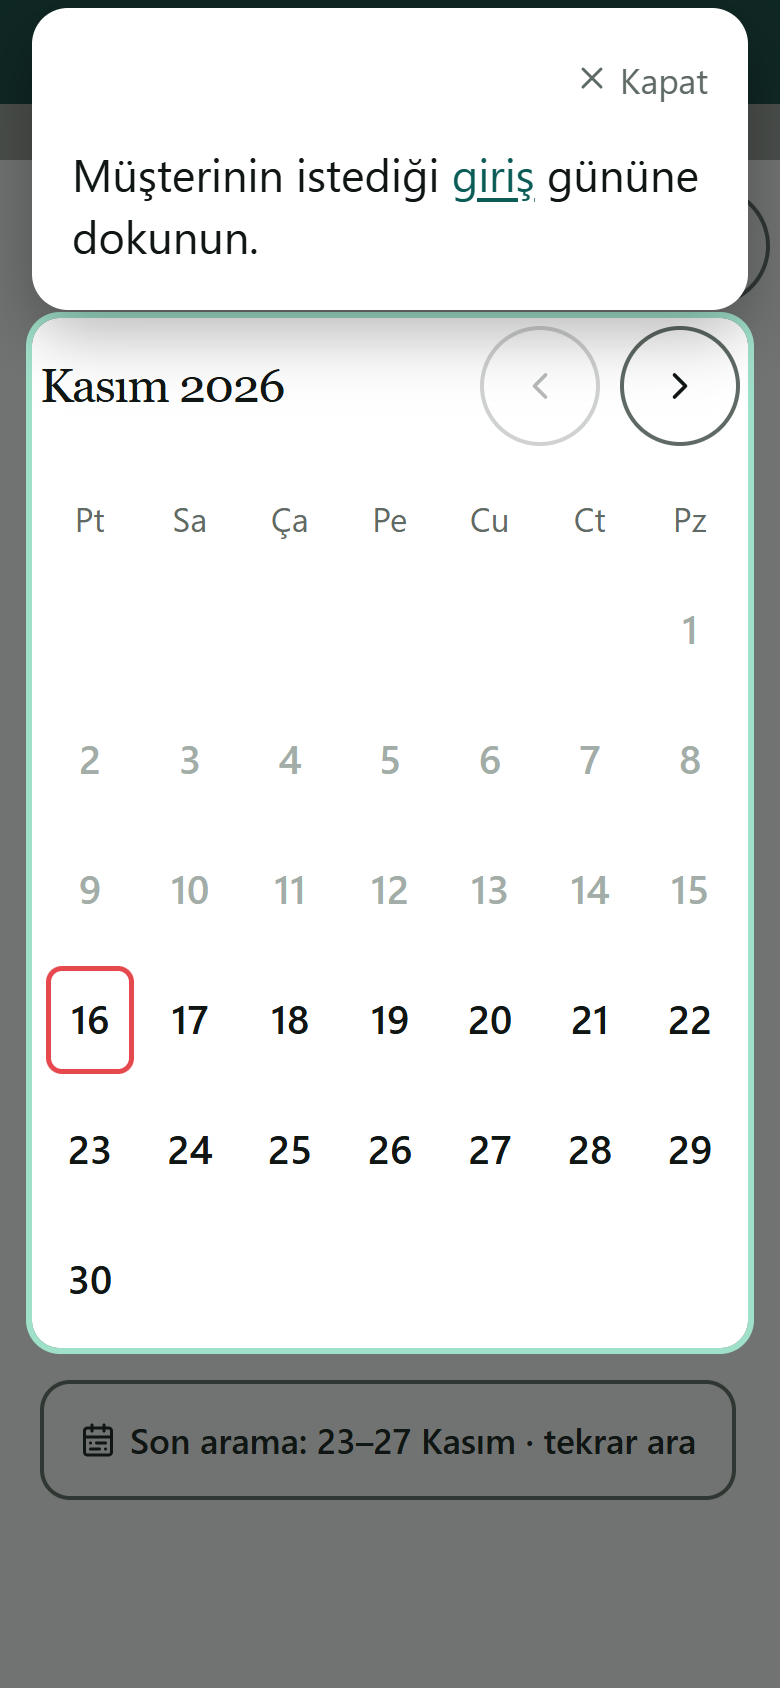 Kapat
Müşterinin istediği giriş gününe
dokunun.
Kasım 2026
Pt Sa Ça Pe Cu Ct Pz
1
2 3 4 5 6 7 8
9 10 11 12 13 14 15
16 17 18 19 20 21 22
23 24 25 26 27 28 29
30
Son arama: 23–27 Kasım · tekrar ara